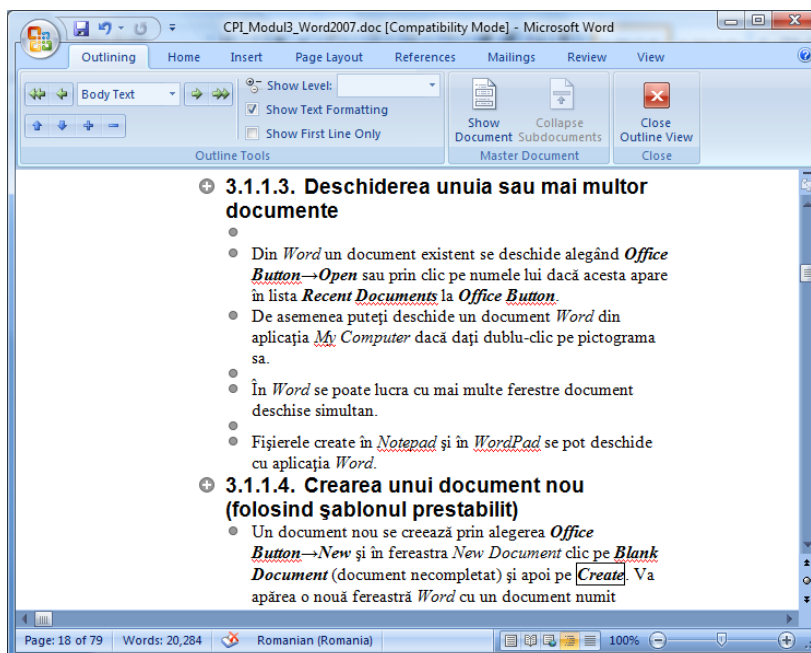 CPI_Modul3_Word2007.doc [Compatibility Mode] - Microsoft Word
Outlining Home Insert Page Layout References Mailings Review View
Body Text
Show Level:
Show Text Formatting
Show First Line Only
Outline Tools
Show Document
Collapse Subdocuments
Master Document
Close Outline View
Close
3.1.1.3. Deschiderea unuia sau mai multor
documente
Din Word un document existent se deschide alegând Office
Button→Open sau prin clic pe numele lui dacă acesta apare
în lista Recent Documents la Office Button.
De asemenea puteţi deschide un document Word din
aplicaţia My Computer dacă daţi dublu-clic pe pictograma
sa.
În Word se poate lucra cu mai multe ferestre document
deschise simultan.
Fişierele create în Notepad şi în WordPad se pot deschide
cu aplicaţia Word.
3.1.1.4. Crearea unui document nou
(folosind şablonul prestabilit)
Un document nou se creează prin alegerea Office
Button→New şi în fereastra New Document clic pe Blank
Document (document necompletat) şi apoi pe Create. Va
apărea o nouă fereastră Word cu un document numit
Page: 18 of 79 Words: 20,284 Romanian (Romania) 100%